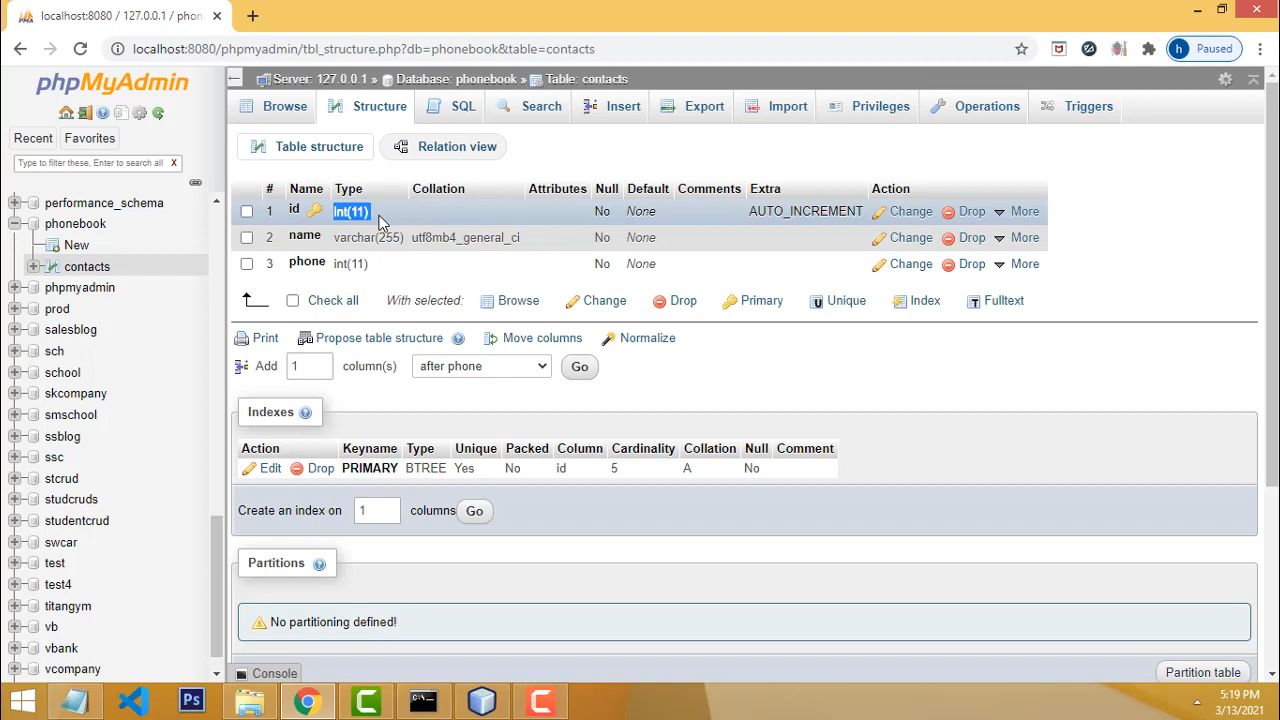 localhost:8080 / 127.0.0.1 / phon
localhost:8080/phpmyadmin/tbl_structure.php?db=phonebook&table=contacts
h Paused
phpMyAdmin
Server: 127.0.0.1 » Database: phonebook » Table: contacts
Browse Structure SQL Search Insert Export Import Privileges Operations Triggers
Recent Favorites
Type to filter these, Enter to search all X
performance_schema
phonebook
New
contacts
phpmyadmin
prod
salesblog
sch
school
skcompany
smschool
ssblog
ssc
stcrud
studcruds
studentcrud
swcar
test
test4
titangym
vb
vbank
vcompany
Table structure Relation view
# Name Type Collation Attributes Null Default Comments Extra Action
1 id int(11) No None AUTO_INCREMENT Change Drop More
2 name varchar(255) utf8mb4_general_ci No None Change Drop More
3 phone int(11) No None Change Drop More
Check all With selected: Browse Change Drop Primary Unique Index Fulltext
Print Propose table structure Move columns Normalize
Add 1 column(s) after phone Go
Indexes
Action Keyname Type Unique Packed Column Cardinality Collation Null Comment
Edit Drop PRIMARY BTREE Yes No id 5 A No
Create an index on 1 columns Go
Partitions
No partitioning defined!
Console
Partition table
Ps
5:19 PM
3/13/2021